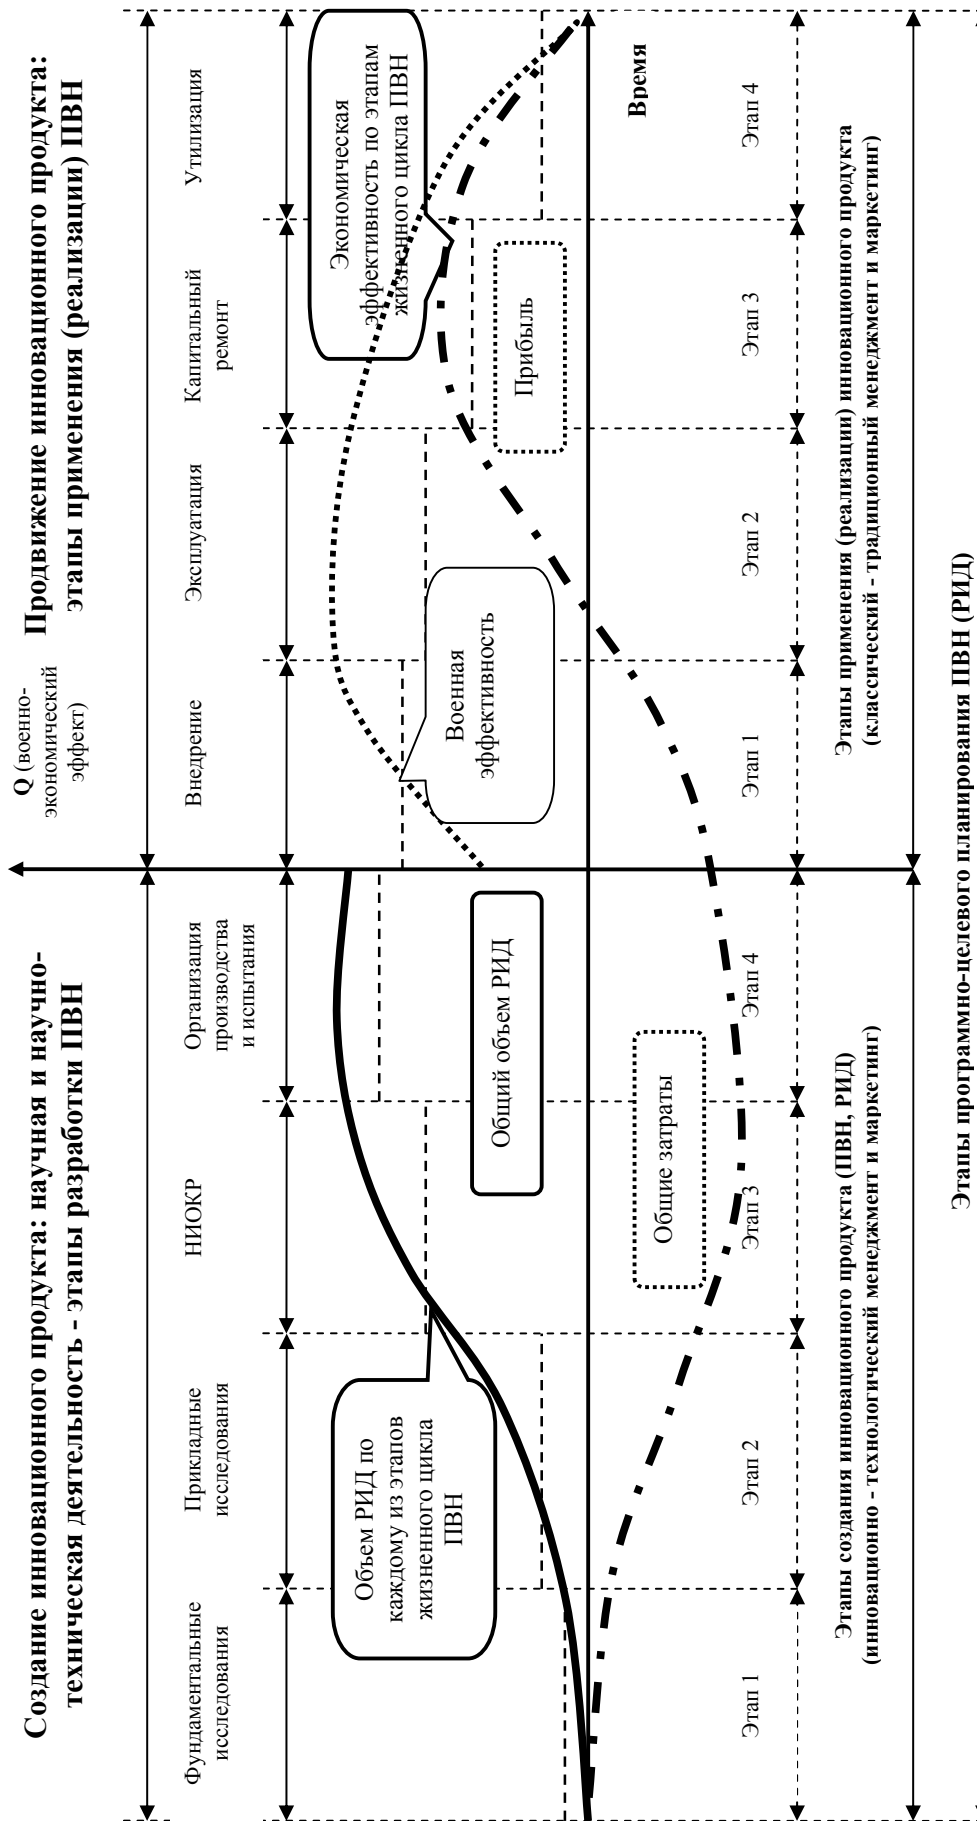 Создание инновационного продукта: научная и научно-
техническая деятельность - этапы разработки ПВН
Q (военно-
экономический
эффект)
Продвижение инновационного продукта:
этапы применения (реализации) ПВН
Фундаментальные
исследования
Прикладные
исследования
НИОКР
Организация
производства
и испытания
Внедрение
Эксплуатация
Капитальный
ремонт
Утилизация
Объем РИД по
каждому из этапов
жизненного цикла
ПВН
Общий объем РИД
Военная
эффективность
Экономическая
эффективность по этапам
жизненного цикла ПВН
Прибыль
Общие затраты
Время
Этап 1
Этап 2
Этап 3
Этап 4
Этап 1
Этап 2
Этап 3
Этап 4
Этапы создания инновационного продукта (ПВН, РИД)
(инновационно - технологический менеджмент и маркетинг)
Этапы применения (реализации) инновационного продукта
(классический - традиционный менеджмент и маркетинг)
Этапы программно-целевого планирования ПВН (РИД)